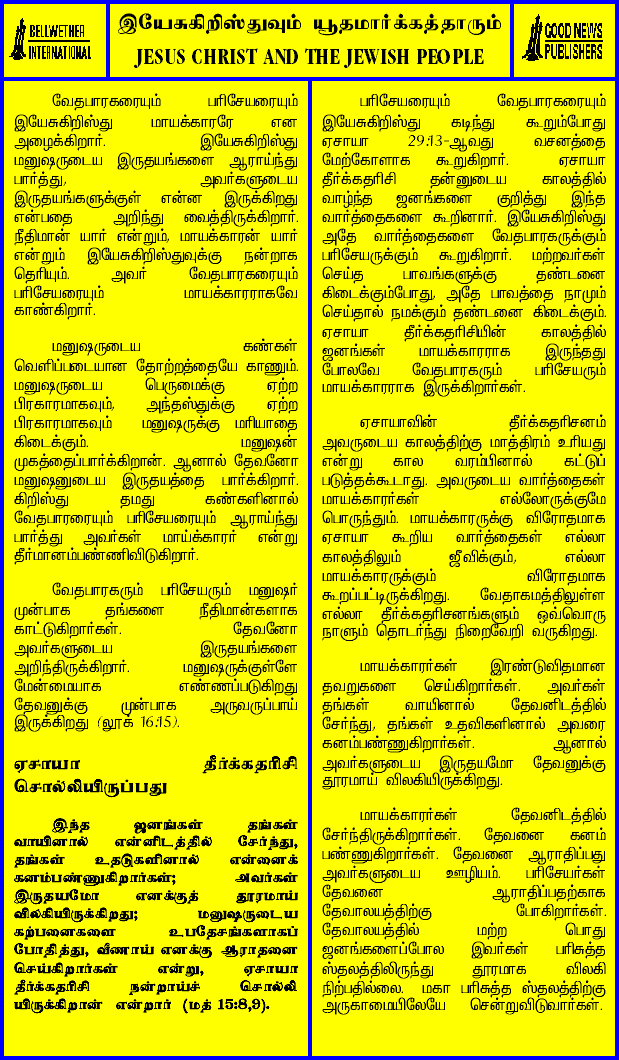 BELLWETHER
INTERNATIONAL
இயேசுகிறிஸ்துவும் யூதமார்க்கத்தாரும்
JESUS CHRIST AND THE JEWISH PEOPLE
GOOD NEWS
PUBLISHERS
வேதபாரகரையும் பரிசேயரையும்
இயேசுகிறிஸ்து மாயக்காரரே என
அழைக்கிறார். இயேசுகிறிஸ்து
மனுஷருடைய இருதயங்களை ஆராய்ந்து
பார்த்து, அவர்களுடைய
இருதயங்களுக்குள் என்ன இருக்கிறது
என்பதை அறிந்து வைத்திருக்கிறார்.
நீதிமான் யார் என்றும், மாயக்காரன் யார்
என்றும் இயேசுகிறிஸ்துவுக்கு நன்றாக
தெரியும். அவர் வேதபாரகரையும்
பரிசேயரையும் மாயக்காரராகவே
காண்கிறார்.
மனுஷருடைய கண்கள்
வெளிப்படையான தோற்றத்தையே காணும்.
மனுஷருடைய பெருமைக்கு ஏற்ற
பிரகாரமாகவும், அந்தஸ்துக்கு ஏற்ற
பிரகாரமாகவும் மனுஷருக்கு மரியாதை
கிடைக்கும். மனுஷன்
முகத்தைப்பார்க்கிறான். ஆனால் தேவனோ
மனுஷனுடைய இருதயத்தை பார்க்கிறார்.
கிறிஸ்து தமது கண்களினால்
வேதபாரரையும் பரிசேயரையும் ஆராய்ந்து
பார்த்து அவர்கள் மாய்க்காரர் என்று
தீர்மானம்பண்ணிவிடுகிறார்.
வேதபாரகரும் பரிசேயரும் மனுஷர்
முன்பாக தங்களை நீதிமான்களாக
காட்டுகிறார்கள். தேவனோ
அவர்களுடைய இருதயங்களை
அறிந்திருக்கிறார். மனுஷருக்குள்ளே
மேன்மையாக எண்ணப்படுகிறது
தேவனுக்கு முன்பாக அருவருப்பாய்
இருக்கிறது (லூக் 16:15).
ஏசாயா தீர்க்கதரிசி
சொல்லியிருப்பது
இந்த ஜனங்கள் தங்கள்
வாயினால் என்னிடத்தில் சேர்ந்து,
தங்கள் உதடுகளினால் என்னைக்
கனம்பண்ணுகிறார்கள்; அவர்கள்
இருதயமோ எனக்குத் தூரமாய்
விலகியிருக்கிறது; மனுஷருடைய
கற்பனைகளை உபதேசங்களாகப்
போதித்து, வீணாய் எனக்கு ஆராதனை
செய்கிறார்கள் என்று, ஏசாயா
தீர்க்கதரிசி நன்றாய்ச் சொல்லி
யிருக்கிறான் என்றார் (மத் 15:8,9).
பரிசேயரையும் வேதபாரகரையும்
இயேசுகிறிஸ்து கடிந்து கூறும்போது
ஏசாயா 29:13-ஆவது வசனத்தை
மேற்கோளாக கூறுகிறார். ஏசாயா
தீர்க்கதரிசி தன்னுடைய காலத்தில்
வாழ்ந்த ஜனங்களை குறித்து இந்த
வார்த்தைகளை கூறினார். இயேசுகிறிஸ்து
அதே வார்த்தைகளை வேதபாரகருக்கும்
பரிசேயருக்கும் கூறுகிறார். மற்றவர்கள்
செய்த பாவங்களுக்கு தண்டனை
கிடைக்கும்போது, அதே பாவத்தை நாமும்
செய்தால் நமக்கும் தண்டனை கிடைக்கும்.
ஏசாயா தீர்க்கதரிசியின் காலத்தில்
ஜனங்கள் மாயக்காரராக இருந்தது
போலவே வேதபாரகரும் பரிசேயரும்
மாயக்காரராக இருக்கிறார்கள்.
ஏசாயாவின் தீர்க்கதரிசனம்
அவருடைய காலத்திற்கு மாத்திரம் உரியது
என்று கால வரம்பினால் கட்டுப்
படுத்தக்கூடாது. அவருடைய வார்த்தைகள்
மாயக்காரர்கள் எல்லோருக்குமே
பொருந்தும். மாயக்காரருக்கு விரோதமாக
ஏசாயா கூறிய வார்த்தைகள் எல்லா
காலத்திலும் ஜீவிக்கும், எல்லா
மாயக்காரருக்கும் விரோதமாக
கூறப்பட்டிருக்கிறது. வேதாகமத்திலுள்ள
எல்லா தீர்க்கதரிசனங்களும் ஒவ்வொரு
நாளும் தொடர்ந்து நிறைவேறி வருகிறது.
மாயக்காரர்கள் இரண்டுவிதமான
தவறுகளை செய்கிறார்கள். அவர்கள்
தங்கள் வாயினால் தேவனிடத்தில்
சேர்ந்து, தங்கள் உதவிகளினால் அவரை
கனம்பண்ணுகிறார்கள். ஆனால்
அவர்களுடைய இருதயமோ தேவனுக்கு
தூரமாய் விலகியிருக்கிறது.
மாயக்காரர்கள் தேவனிடத்தில்
சேர்ந்திருக்கிறார்கள். தேவனை கனம்
பண்ணுகிறார்கள். தேவனை ஆராதிப்பது
அவர்களுடைய ஊழியம். பரிசேயர்கள்
தேவனை ஆராதிப்பதற்காக
தேவாலயத்திற்கு போகிறார்கள்.
தேவாலயத்தில் மற்ற பொது
ஜனங்களைப்போல இவர்கள் பரிசுத்த
ஸ்தலத்திலிருந்து தூரமாக விலகி
நிற்பதில்லை. மகா பரிசுத்த ஸ்தலத்திற்கு
அருகாமையிலேயே சென்றுவிடுவார்கள்.